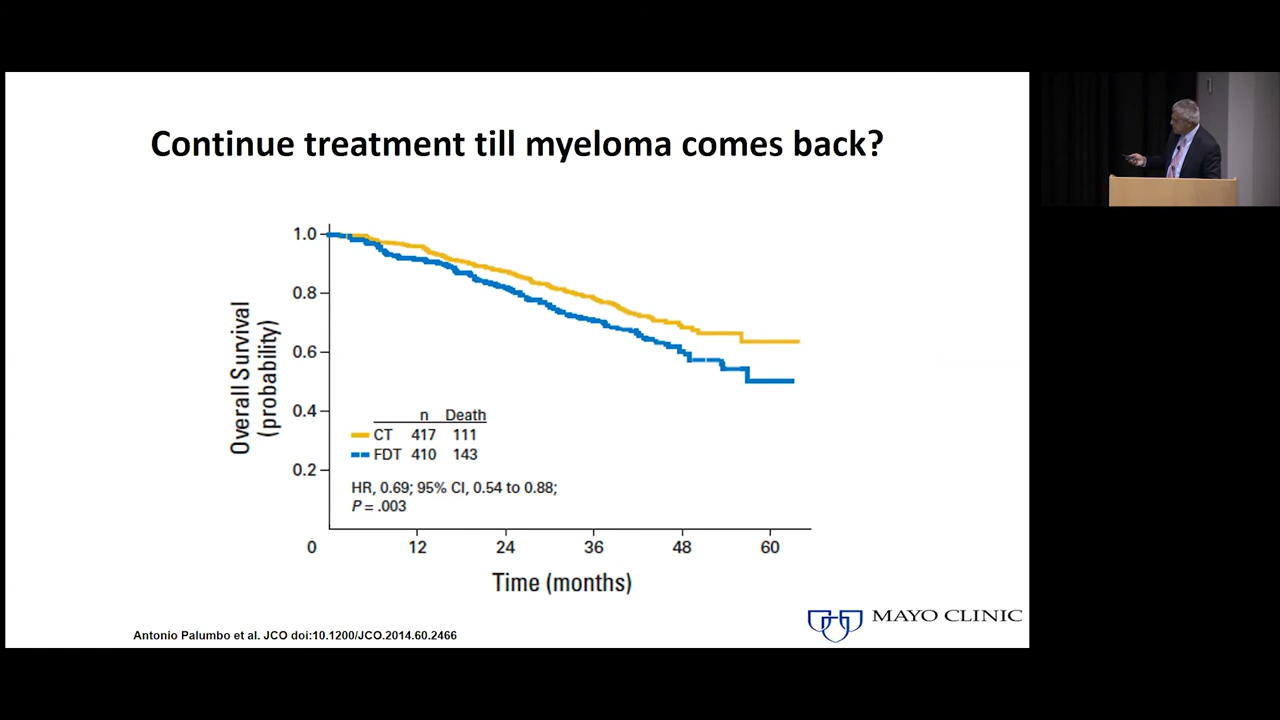 Continue treatment till myeloma comes back?
Overall Survival
(probability)
1.0
0.8
0.6
0.4
0.2
n Death
CT 417 111
FDT 410 143
HR, 0.69; 95% CI, 0.54 to 0.88;
P = .003
0 12 24 36 48 60
Time (months)
Antonio Palumbo et al. JCO doi:10.1200/JCO.2014.60.2466
MAYO CLINIC